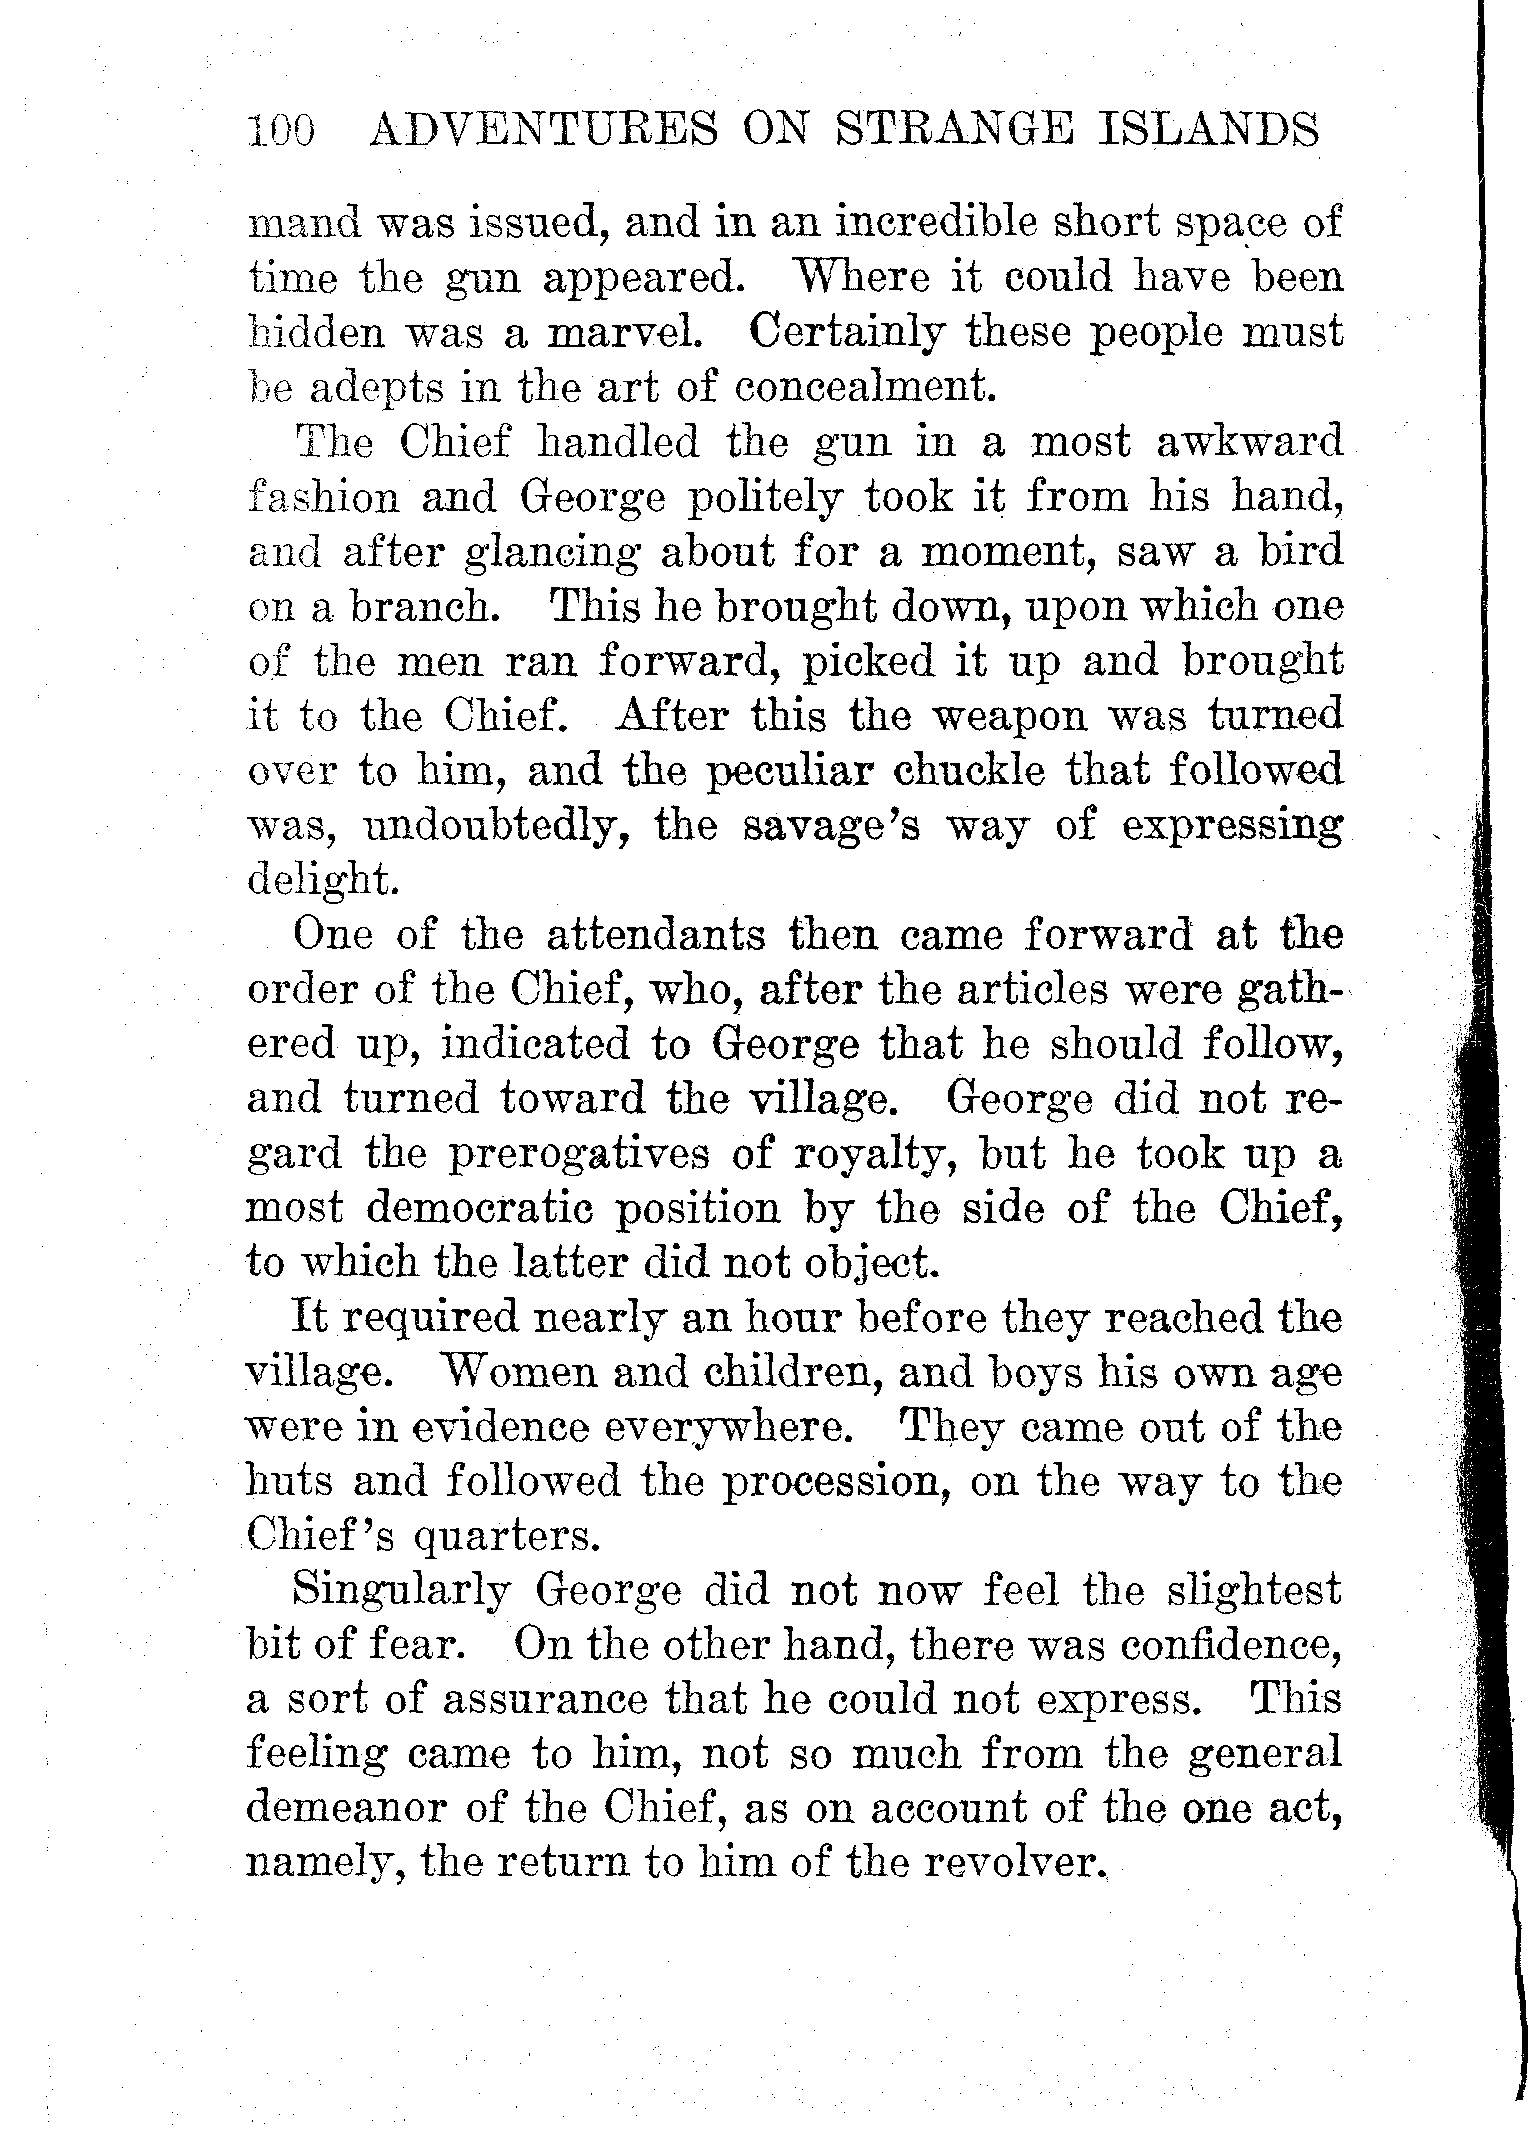 100 ADVENTURES ON STRANGE ISLANDS
mand was issued, and in an incredible short space of
time the gun appeared. Where it could have been
hidden was a marvel. Certainly these people must
be adepts in the art of concealment.
The Chief handled the gun in a most awkward
fashion and George politely took it from his hand,
and after glancing about for a moment, saw a bird
on a branch. This he brought down, upon which one
of the men ran forward, picked it up and brought
it to the Chief. After this the weapon was turned
over to him, and the peculiar chuckle that followed
was, undoubtedly, the savage's way of expressing
delight.
One of the attendants then came forward at the
order of the Chief, who, after the articles were gath-
ered up, indicated to George that he should follow,
and turned toward the village. George did not re-
gard the prerogatives of royalty, but he took up a
most democratic position by the side of the Chief,
to which the latter did not object.
It required nearly an hour before they reached the
village. Women and children, and boys his own age
were in evidence everywhere. They came out of the
huts and followed the procession, on the way to the
Chief's quarters.
Singularly George did not now feel the slightest
bit of fear. On the other hand, there was confidence,
a sort of assurance that he could not express. This
feeling came to him, not so much from the general
demeanor of the Chief, as on account of the one act,
namely, the return to him of the revolver.